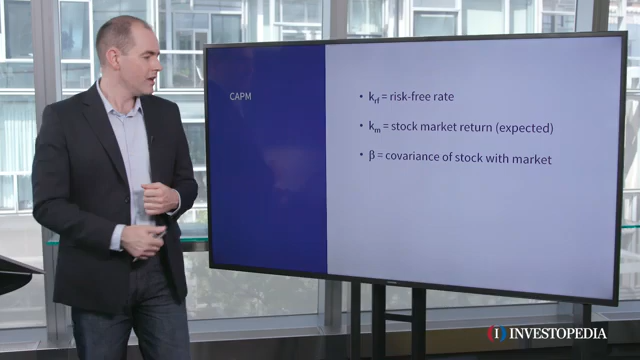 CAPM
• krf = risk-free rate
• km = stock market return (expected)
• β = covariance of stock with market
INVESTOPEDIA